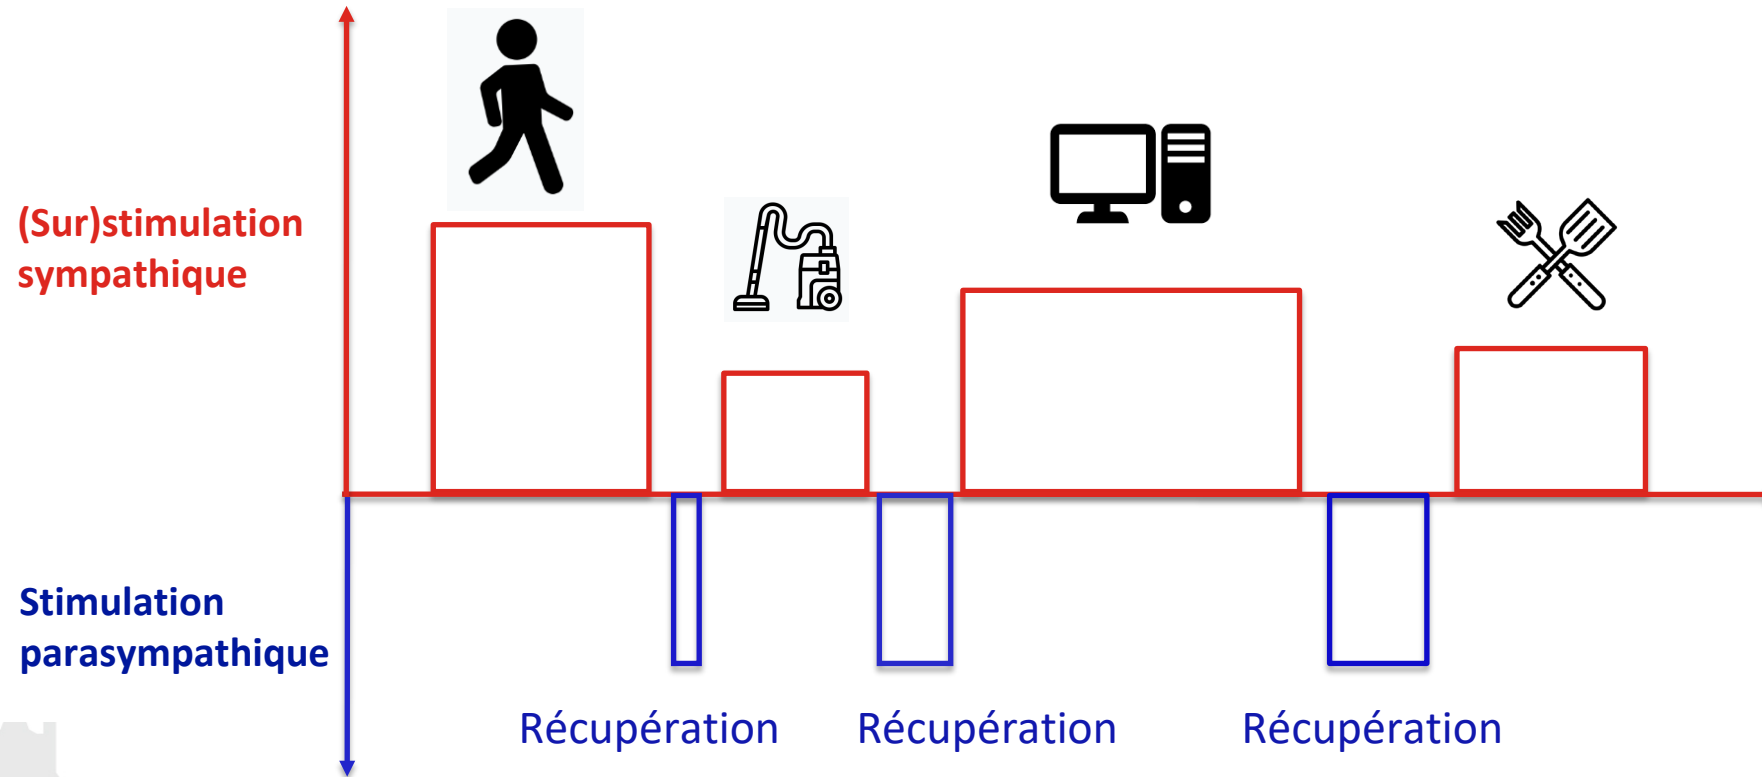 (Sur)stimulation
sympathique
Stimulation
parasympathique
Récupération
Récupération
Récupération